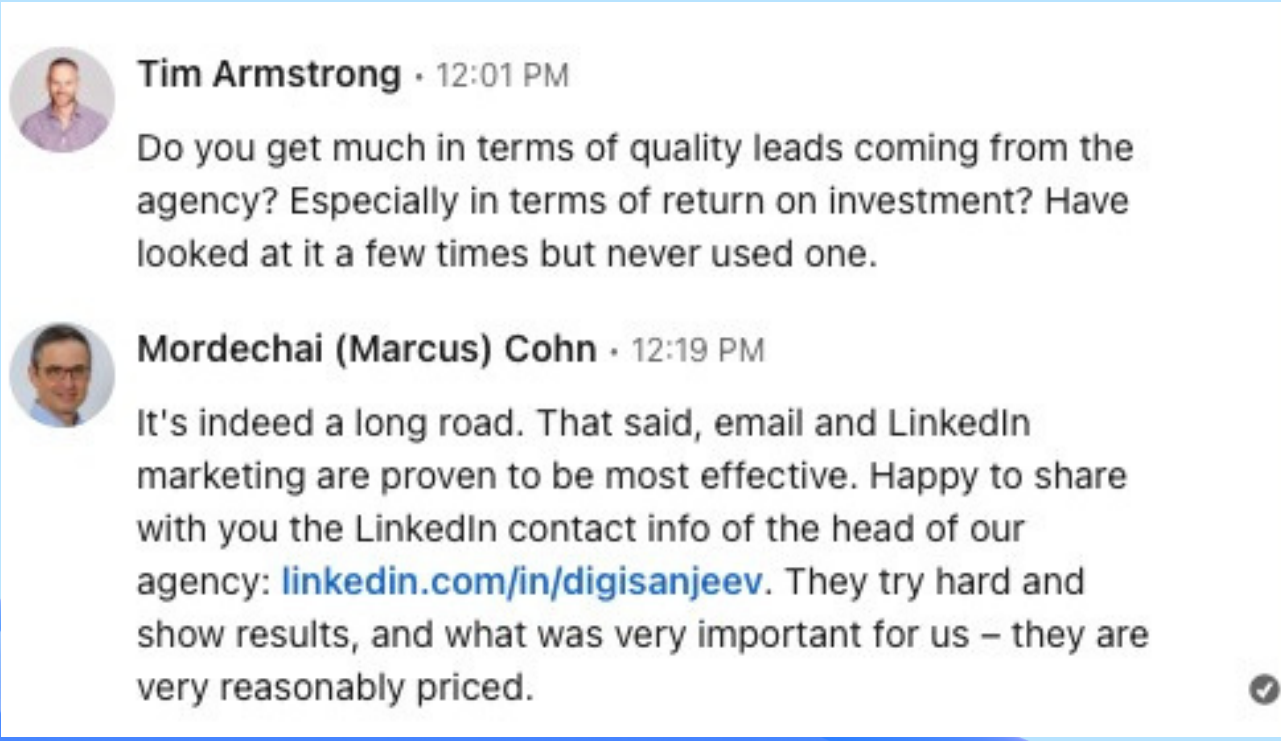 Tim Armstrong • 12:01 PM
Do you get much in terms of quality leads coming from the
agency? Especially in terms of return on investment? Have
looked at it a few times but never used one.
Mordechai (Marcus) Cohn • 12:19 PM
It's indeed a long road. That said, email and LinkedIn
marketing are proven to be most effective. Happy to share
with you the LinkedIn contact info of the head of our
agency: linkedin.com/in/digisanjeev. They try hard and
show results, and what was very important for us – they are
very reasonably priced.